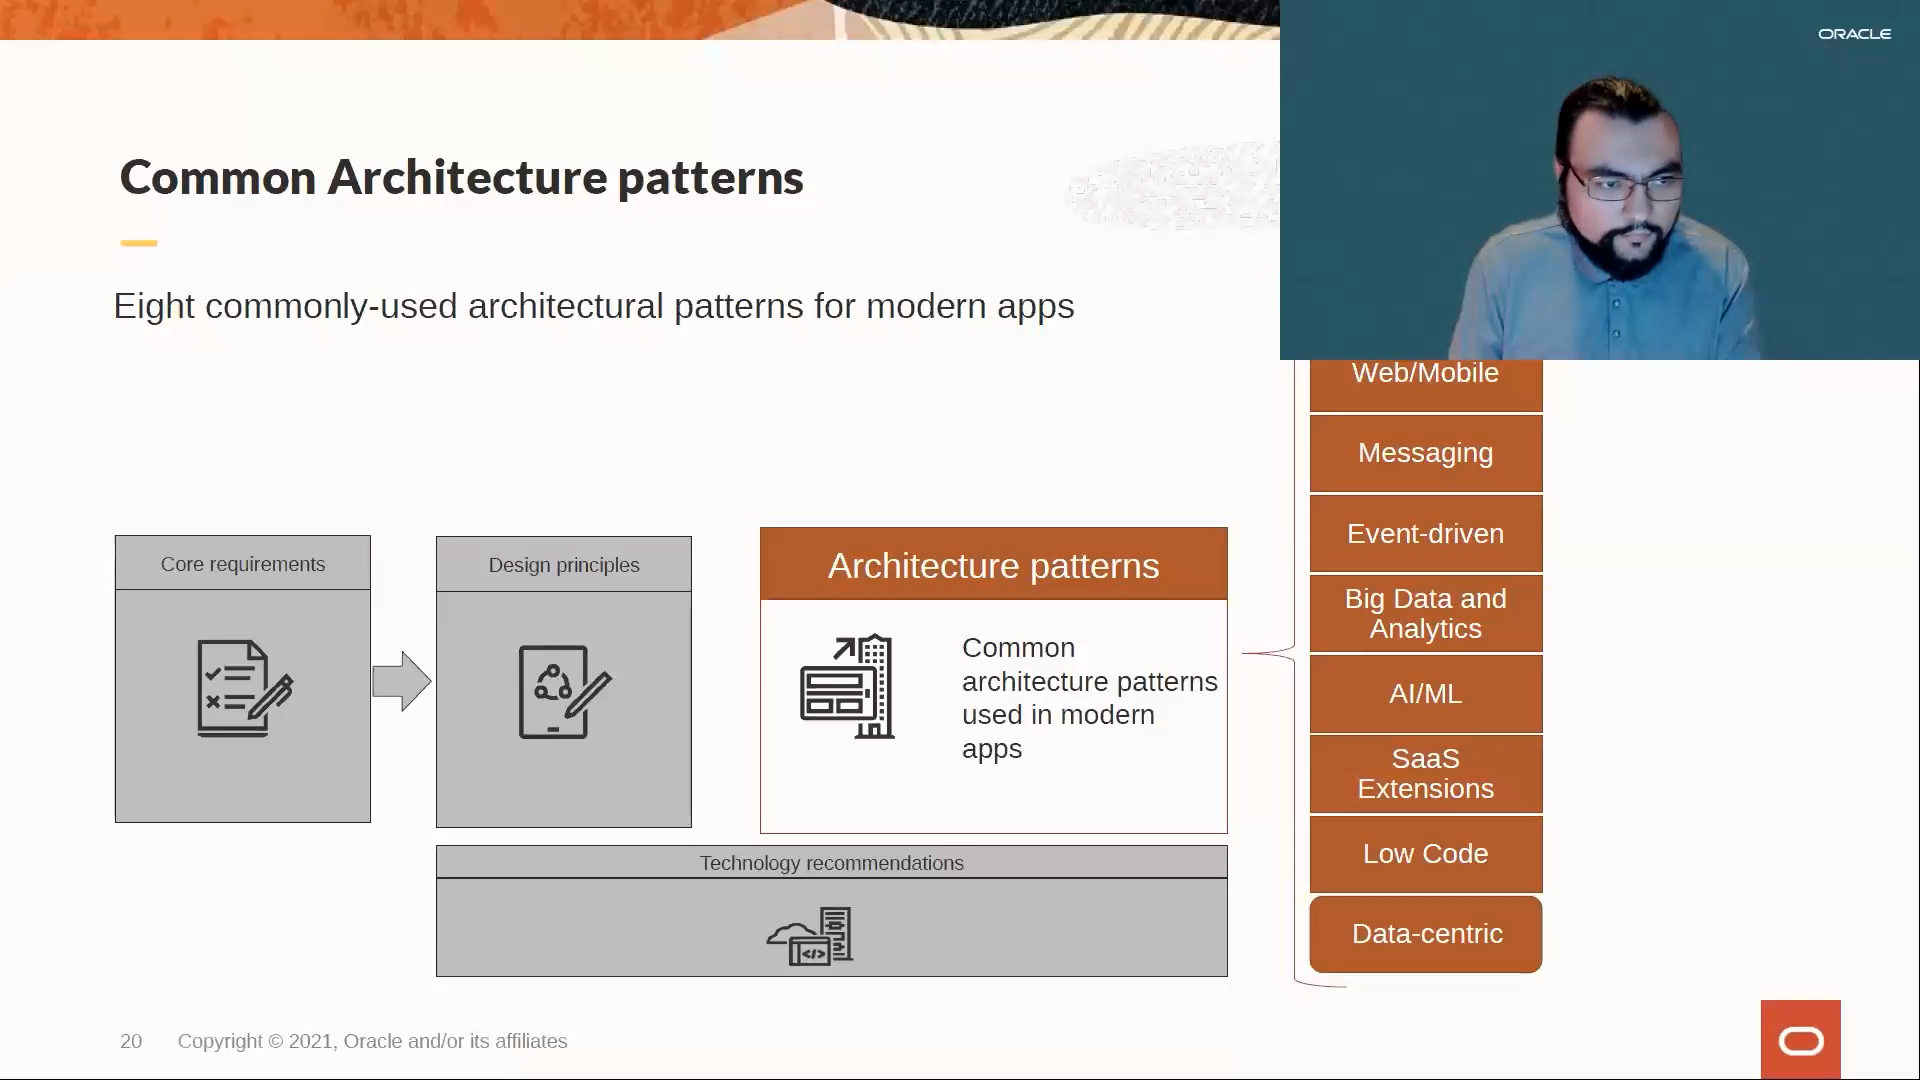 ORACLE
Common Architecture patterns
Eight commonly-used architectural patterns for modern apps
Core requirements
Design principles
Architecture patterns
Common
architecture patterns
used in modern
apps
Technology recommendations
Web/Mobile
Messaging
Event-driven
Big Data and
Analytics
AI/ML
SaaS
Extensions
Low Code
Data-centric
20
Copyright © 2021, Oracle and/or its affiliates